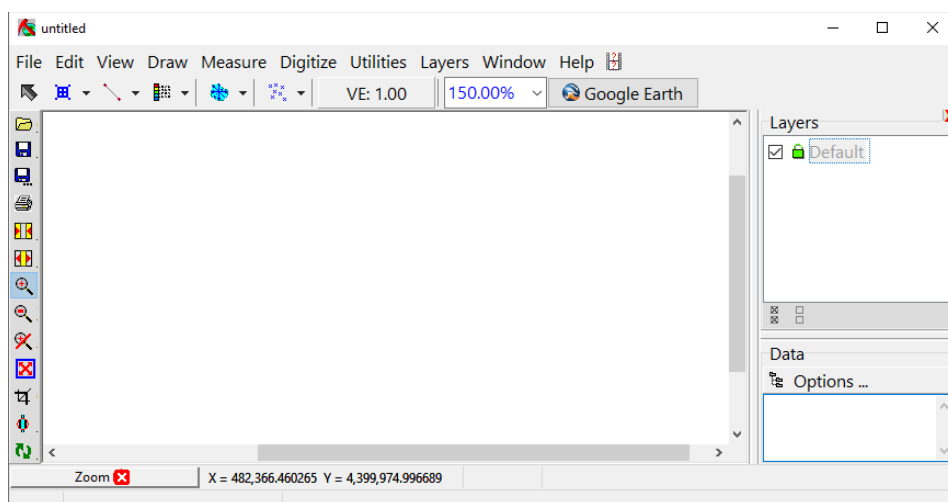 untitled
File Edit View Draw Measure Digitize Utilities Layers Window Help
VE: 1.00 150.00% Google Earth
Layers
Default
Data
Options ...
Zoom X = 482,366.460265 Y = 4,399,974.996689